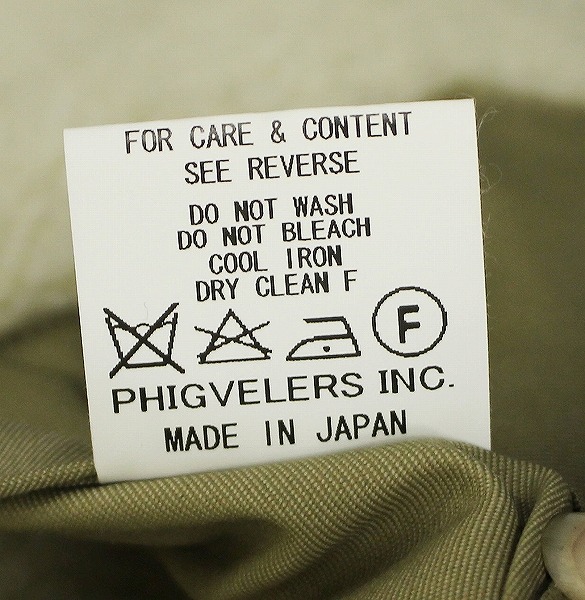 FOR CARE & CONTENT
SEE REVERSE
DO NOT WASH
DO NOT BLEACH
COOL IRON
DRY CLEAN F
F
PHIGVELERS INC.
MADE IN JAPAN